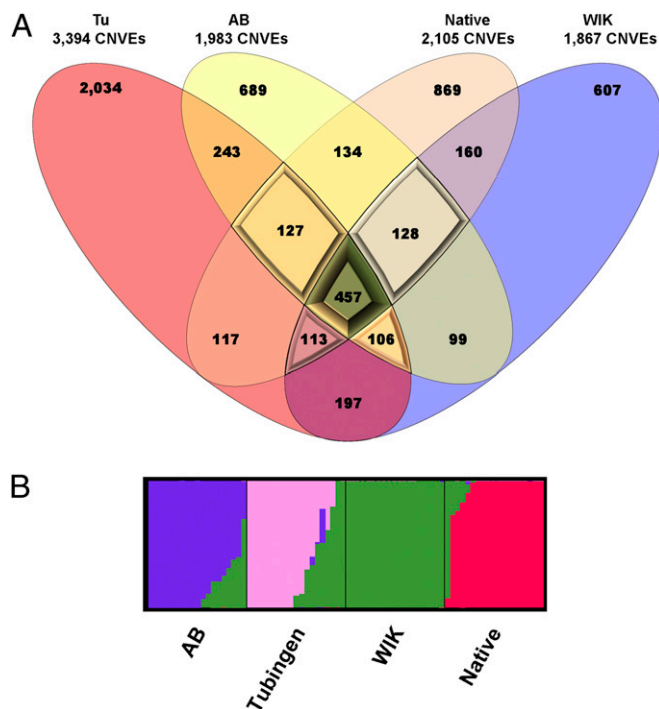 A
Tu
3,394 CNVEs
AB
1,983 CNVEs
Native
2,105 CNVEs
WIK
1,867 CNVEs
2,034
689
869
607
243
134
160
127
128
457
117
113
106
99
197
B
AB
Tubingen
WIK
Native